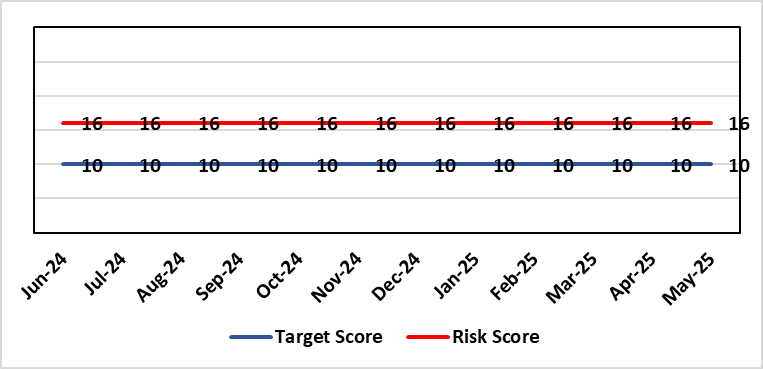 16 16 16 16 16 16 16 16 16 16 16 16
10 10 10 10 10 10 10 10 10 10 10 10
Jun-24 Jul-24 Aug-24 Sep-24 Oct-24 Nov-24 Dec-24 Jan-25 Feb-25 Mar-25 Apr-25 May-25
Target Score Risk Score